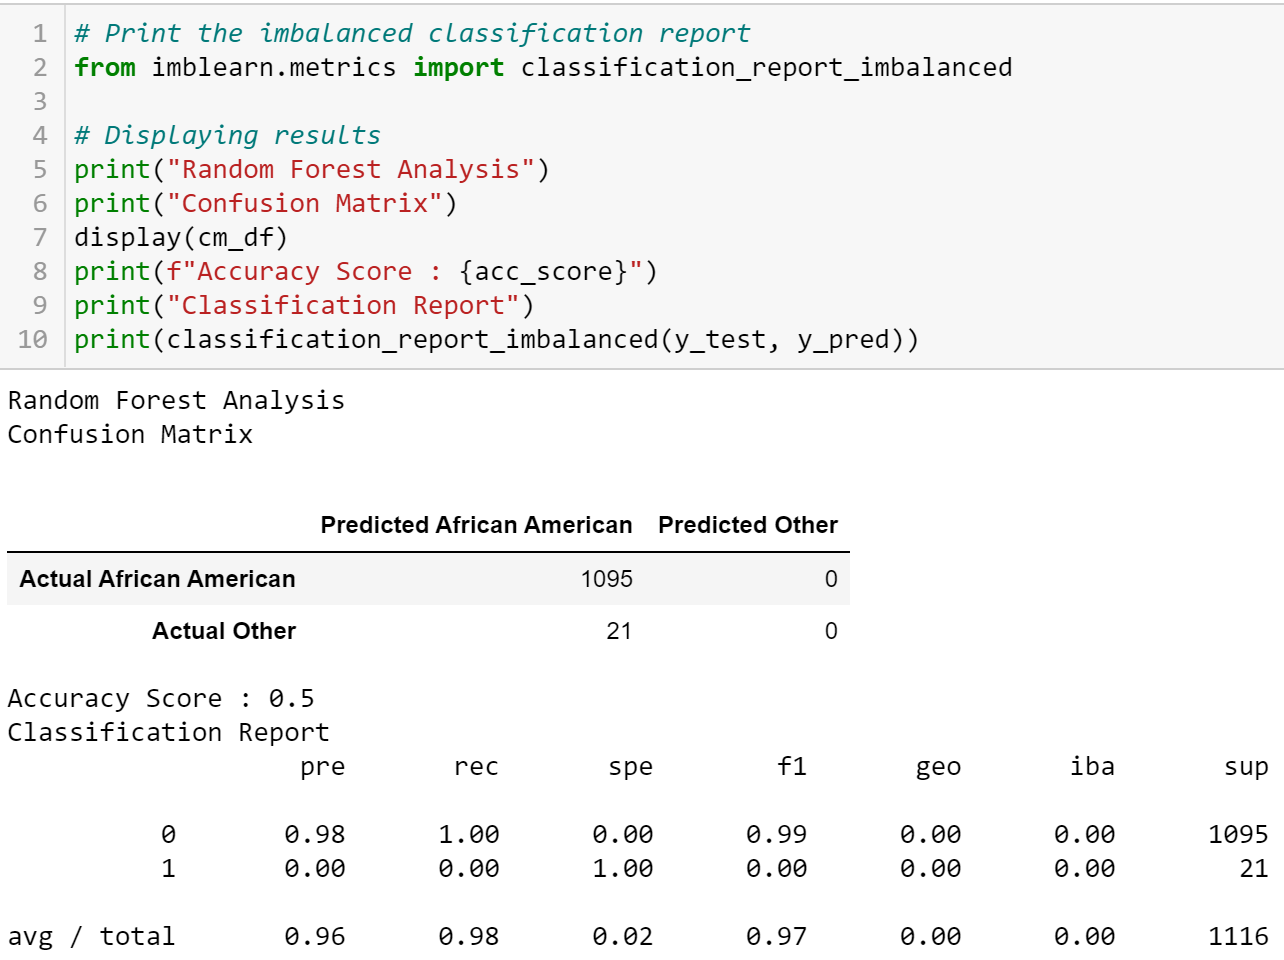 1 # Print the imbalanced classification report
2 from imblearn.metrics import classification_report_imbalanced
3
4 # Displaying results
5 print("Random Forest Analysis")
6 print("Confusion Matrix")
7 display(cm_df)
8 print(f"Accuracy Score : {acc_score}")
9 print("Classification Report")
10 print(classification_report_imbalanced(y_test, y_pred))
Random Forest Analysis
Confusion Matrix
Predicted African American Predicted Other
Actual African American 1095 0
Actual Other 21 0
Accuracy Score : 0.5
Classification Report
pre rec spe f1 geo iba sup
0 0.98 1.00 0.00 0.99 0.00 0.00 1095
1 0.00 0.00 1.00 0.00 0.00 0.00 21
avg / total 0.96 0.98 0.02 0.97 0.00 0.00 1116